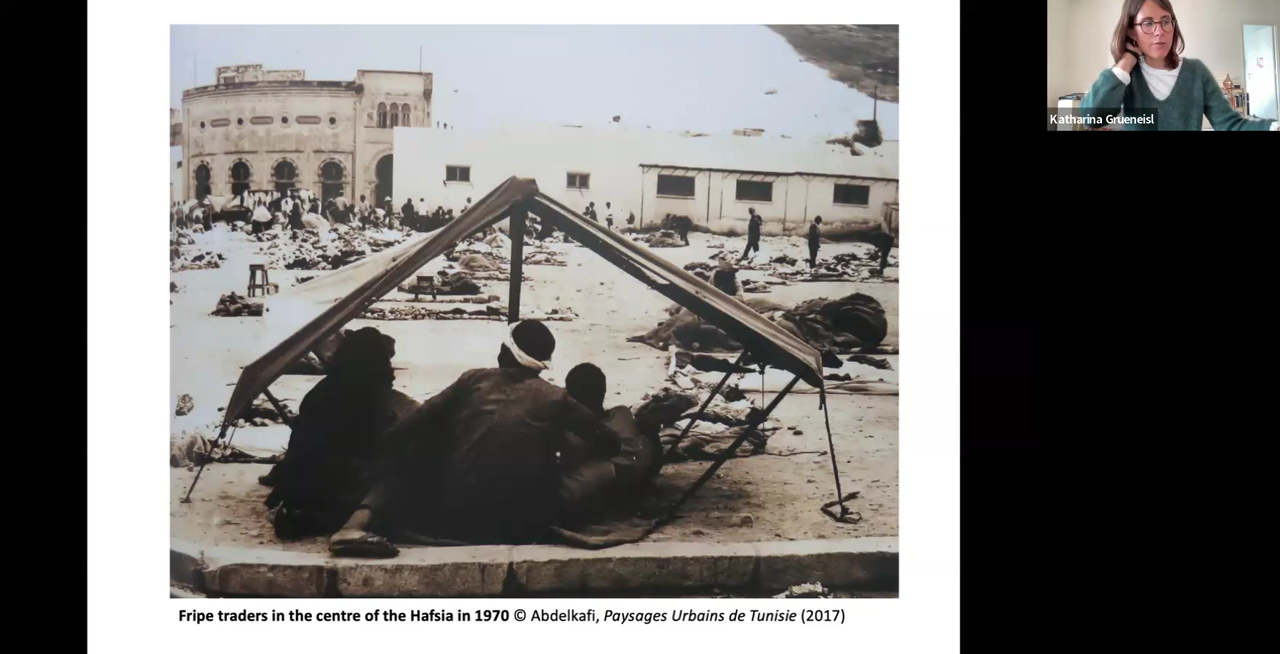 Katharina Grueneisl
Fripe traders in the centre of the Hafsia in 1970 © Abdelkafi, Paysages Urbains de Tunisie (2017)